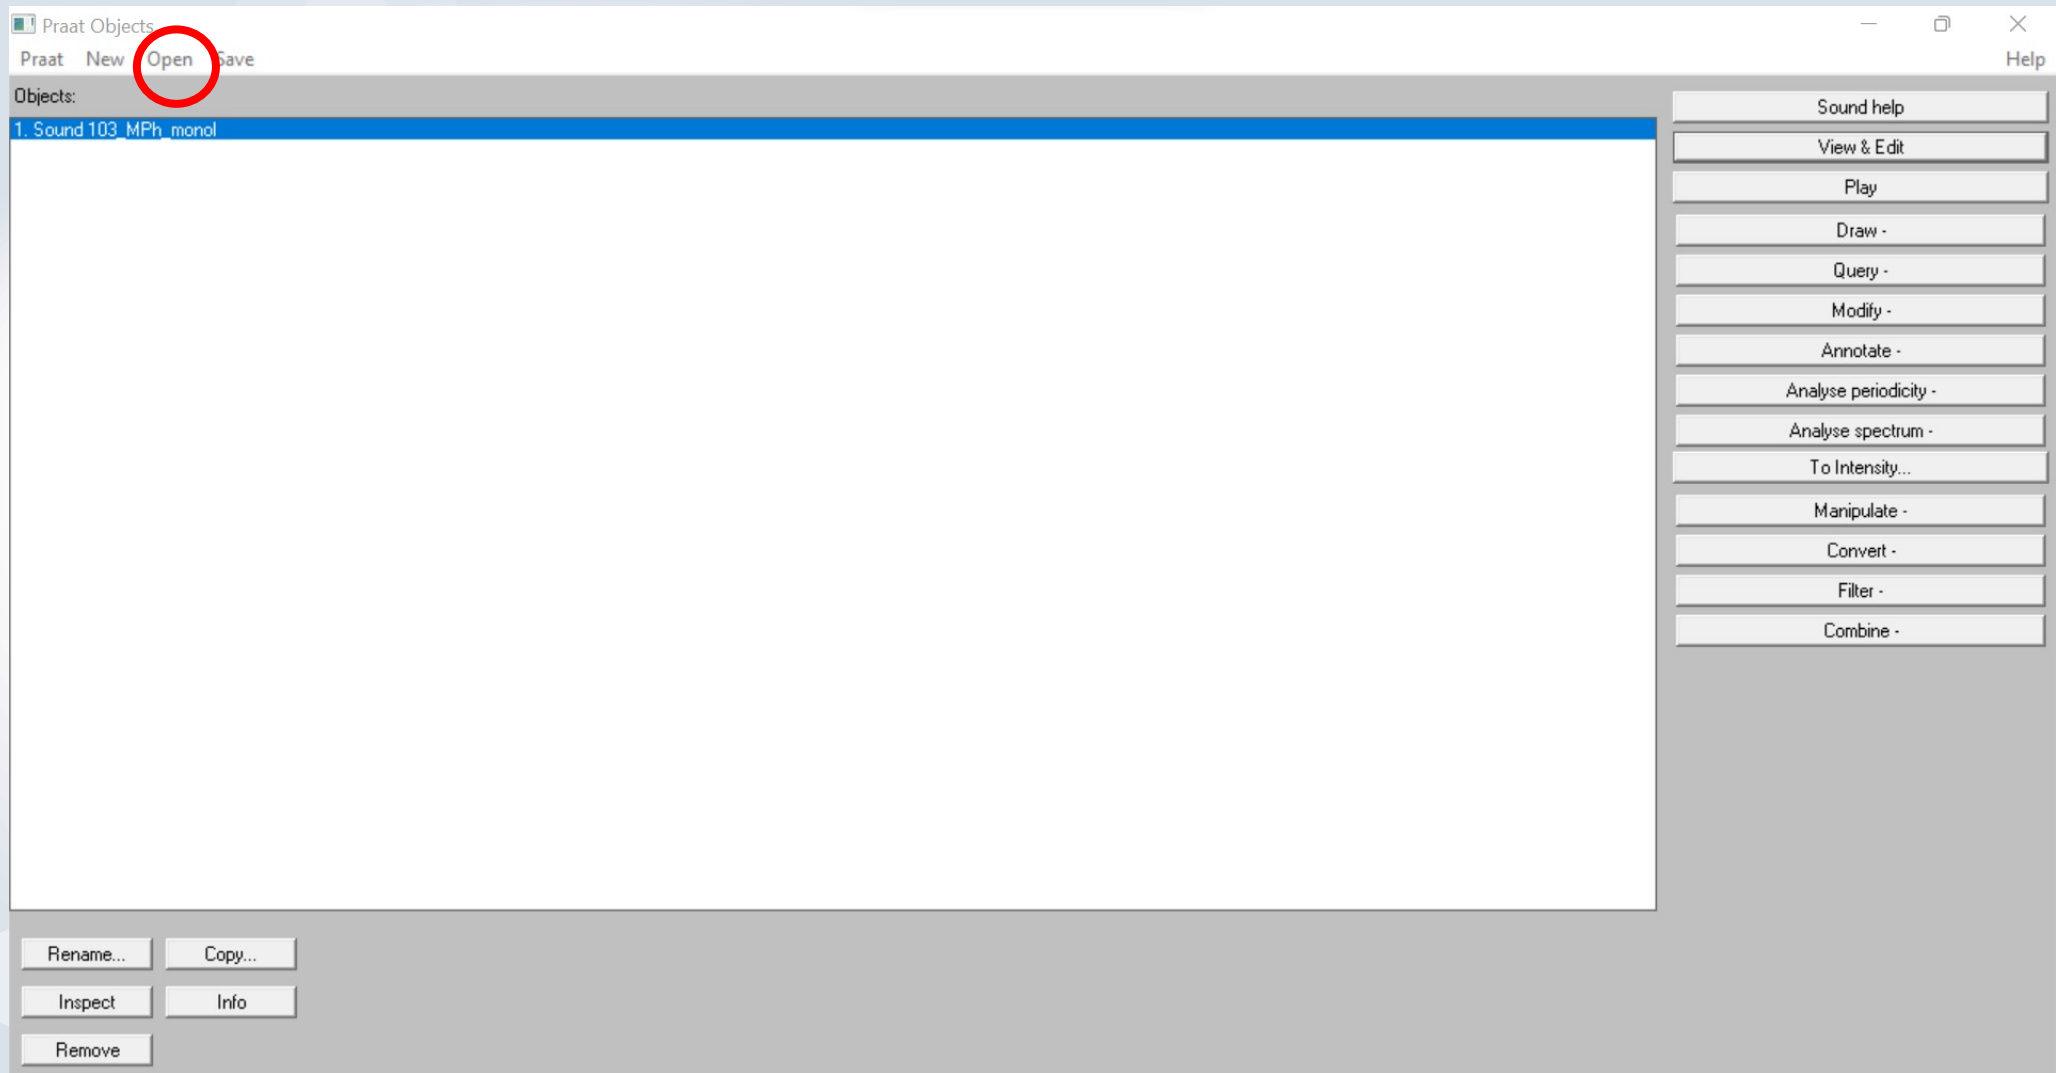 Praat Objects
Praat New Open Save Help
Objects:
1. Sound 103_MPh_monol
Sound help
View & Edit
Play
Draw -
Query -
Modify -
Annotate -
Analyse periodicity -
Analyse spectrum -
To Intensity...
Manipulate -
Convert -
Filter -
Combine -
Rename... Copy...
Inspect Info
Remove